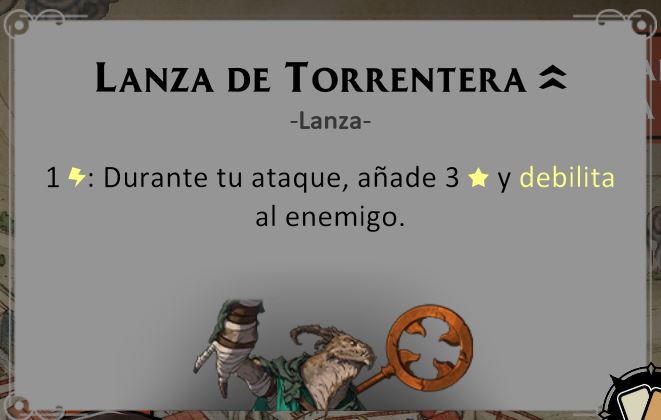 Lanza de Torrentera
-Lanza-
1 : Durante tu ataque, añade 3 y debilita
al enemigo.